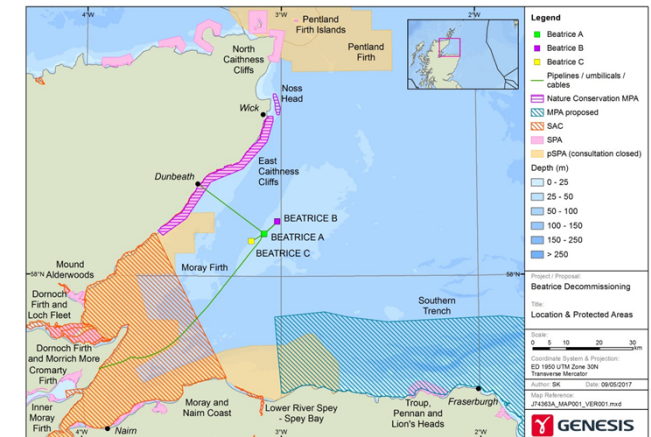 4°W
3°W
2°W
Pentland
Firth Islands
North
Caithness
Cliffs
Pentland
Firth
Noss
Head
Wick
East
Caithness
Cliffs
Dunbeath
BEATRICE B
BEATRICE A
BEATRICE C
Mound
Alderwoods
Moray Firth
58°N
58°N
Dornoch
Firth and
Loch Fleet
Southern
Trench
Dornoch Firth
and Morrich More
Cromarty
Firth
Inner
Moray
Firth
Nairn
Moray and
Nairn Coast
Lower River Spey
- Spey Bay
Troup,
Pennan and
Lion's Heads
Fraserburgh
4°W
3°W
2°W
Legend
Beatrice A
Beatrice B
Beatrice C
Pipelines / umbilicals /
cables
Nature Conservation MPA
MPA proposed
SAC
SPA
pSPA (consultation closed)
Depth (m)
0 - 25
25 - 50
50 - 100
100 - 150
150 - 250
> 250
Project / Proposal:
Beatrice Decommissioning
Title:
Location & Protected Areas
Scale:
0 5 10 20 30
km
Coordinate System & Projection:
ED 1950 UTM Zone 30N
Transverse Mercator
Author: SK Date: 09/05/2017
Map Reference:
J74363A_MAP001_VER001.mxd
GENESIS